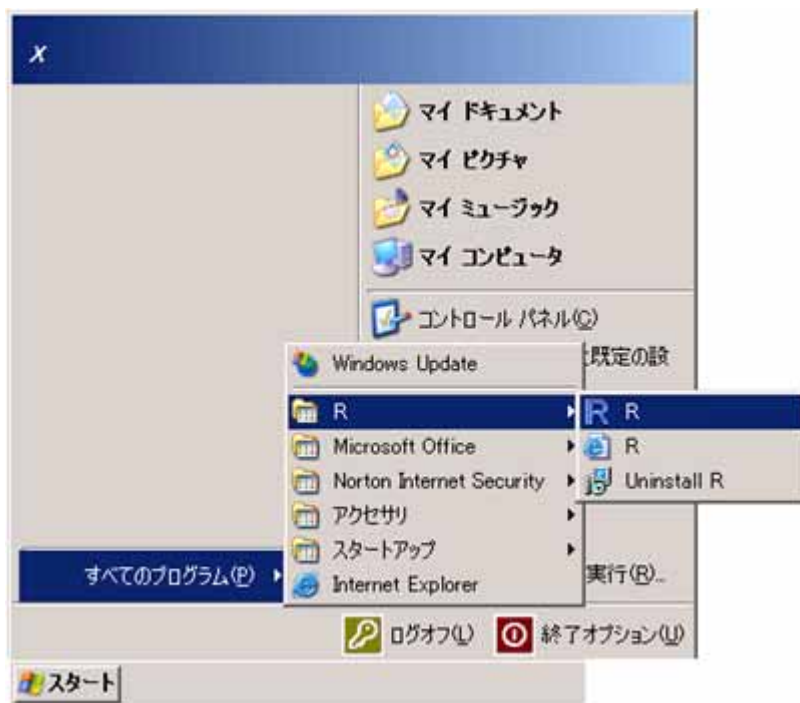 x
マイ ドキュメント
マイ ピクチャ
マイ ミュージック
マイ コンピュータ
コントロール パネル(C)
既定の設
Windows Update
R
Microsoft Office
Norton Internet Security
アクセサリ
スタートアップ
Internet Explorer
R
R
Uninstall R
すべてのプログラム(P)
実行(R)...
ログオフ(L)
終了オプション(U)
スタート